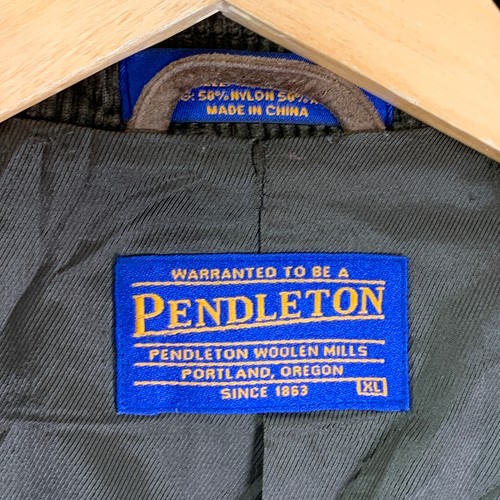 : 50% NYLON 50%
MADE IN CHINA
WARRANTED TO BE A
PENDLETON
PENDLETON WOOLEN MILLS
PORTLAND, OREGON
SINCE 1863 XL